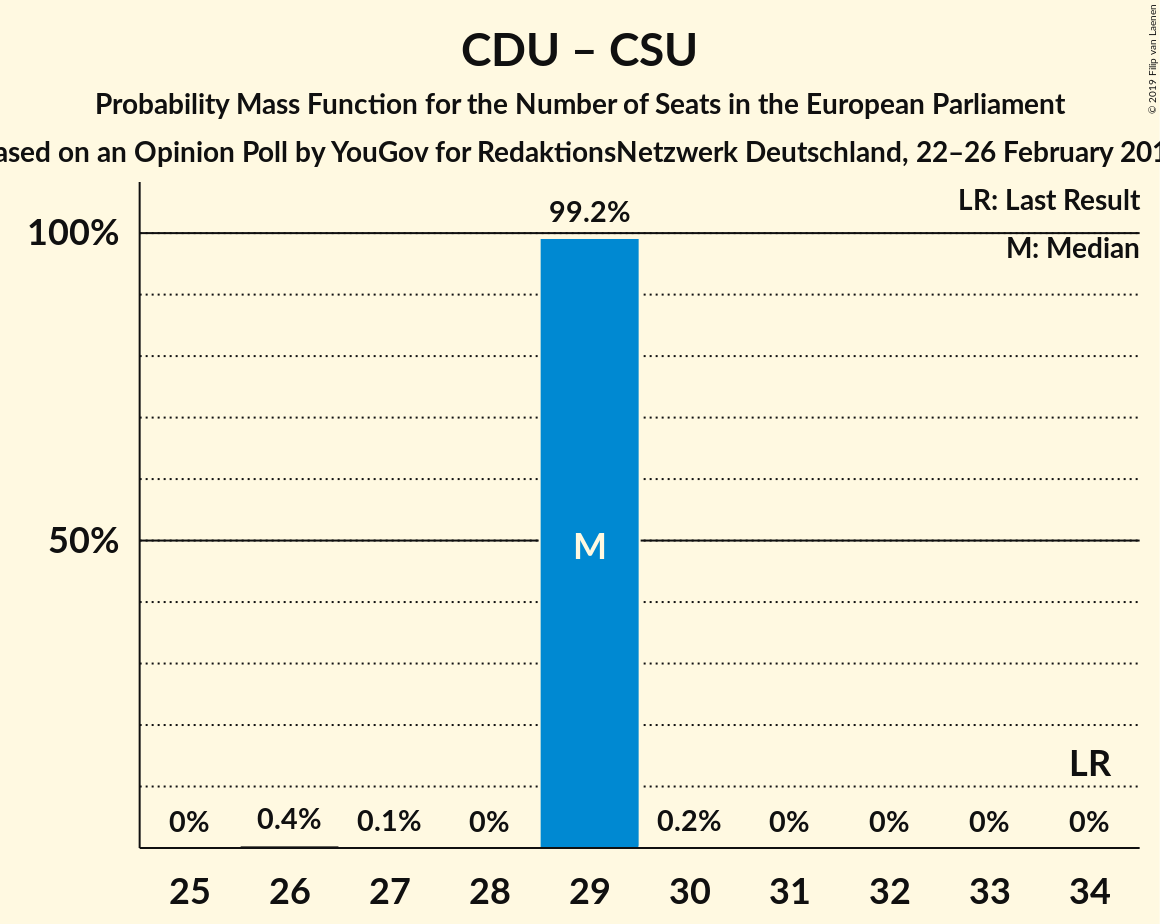 CDU – CSU
Probability Mass Function for the Number of Seats in the European Parliament
ased on an Opinion Poll by YouGov for RedaktionsNetzwerk Deutschland, 22–26 February 201
© 2019 Filip van Laenen
LR: Last Result
M: Median
99.2%
100%
50%
M
LR
0% 0.4% 0.1% 0% 0.2% 0% 0% 0% 0%
25 26 27 28 29 30 31 32 33 34